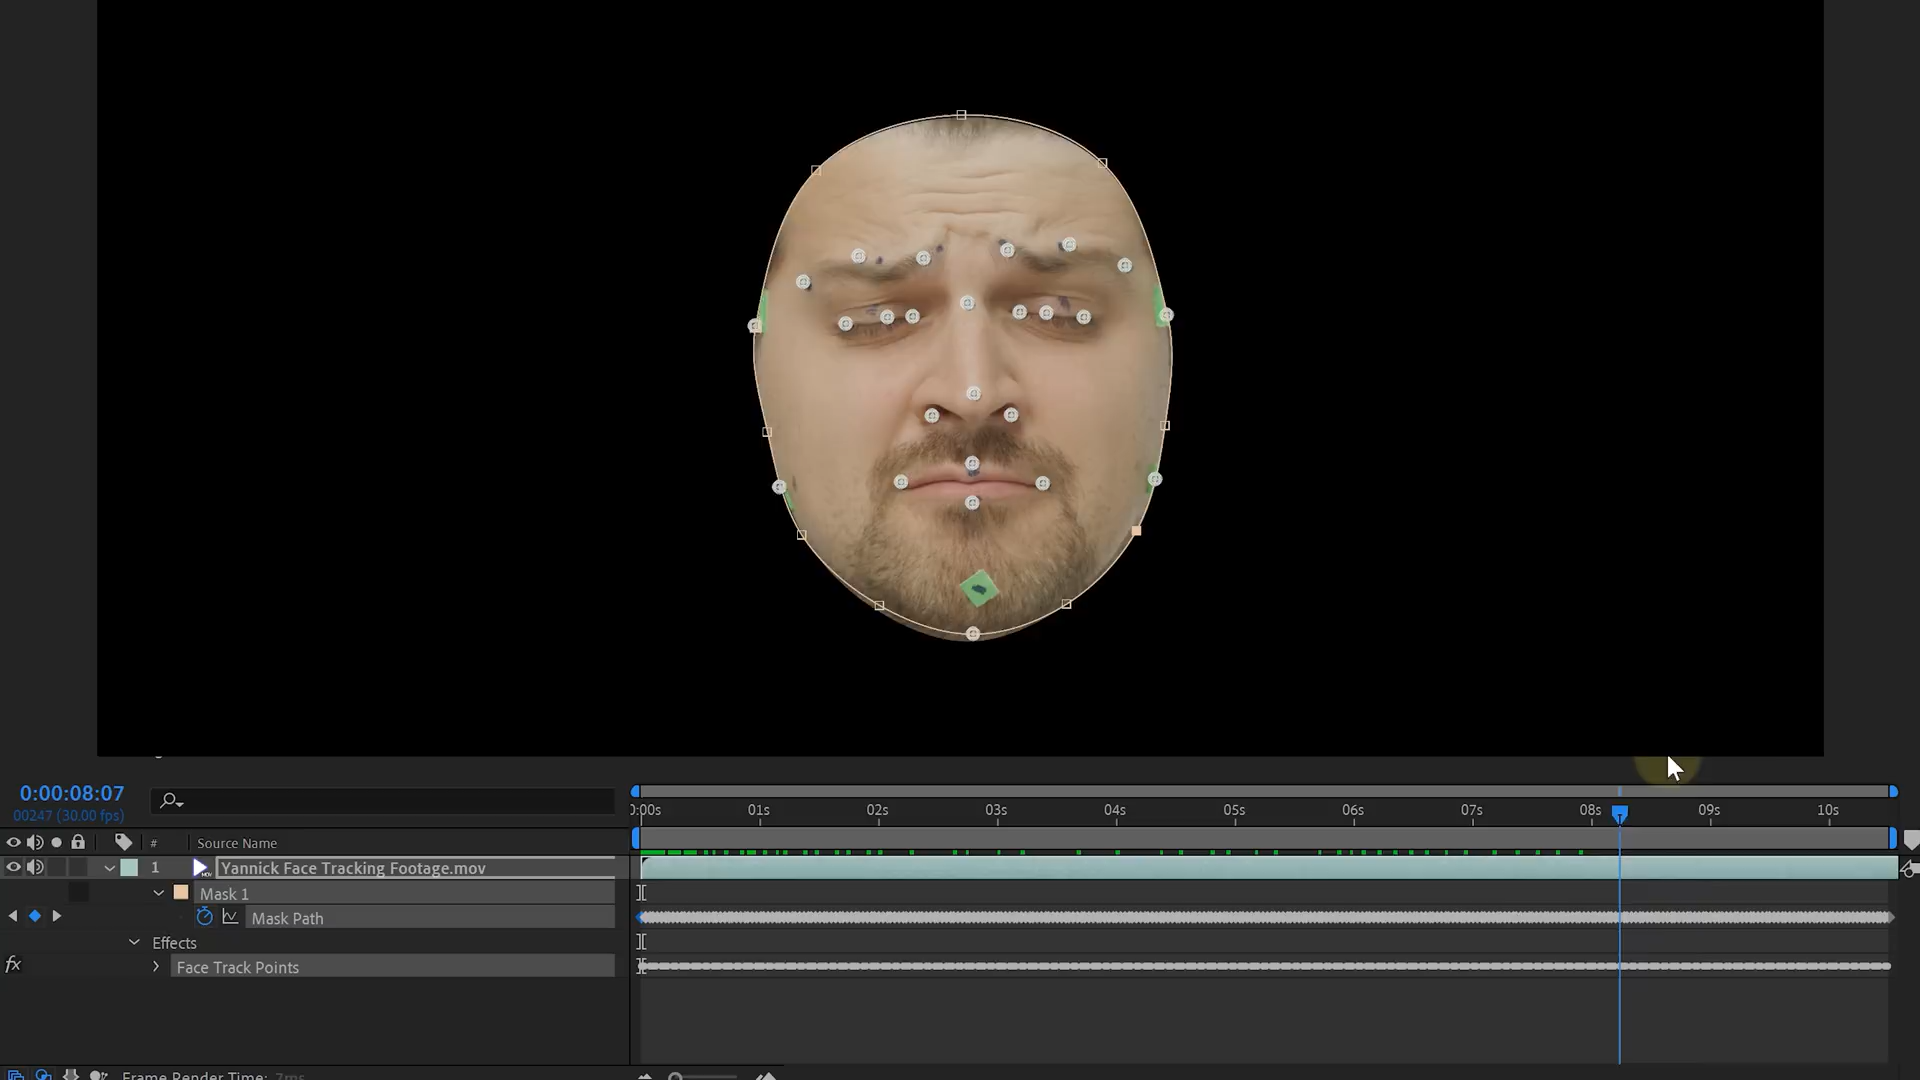 0:00:08:07
00247 (30.00 fps)
:00s 01s 02s 03s 04s 05s 06s 07s 08s 09s 10s
# Source Name
1 Yannick Face Tracking Footage.mov
Mask 1
Mask Path
Effects
fx Face Track Points
Frame Render Time: 7ms